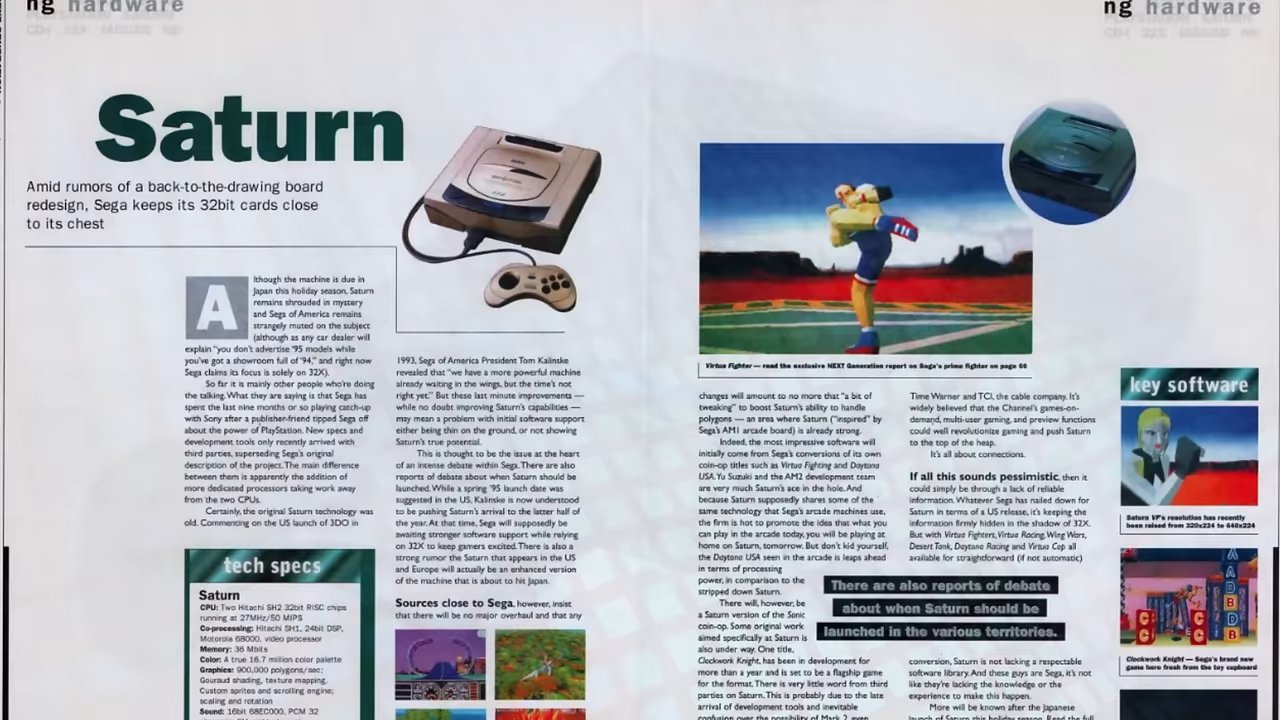 ng hardware
ng hardware
Saturn
Amid rumors of a back-to-the-drawing board
redesign, Sega keeps its 32bit cards close
to its chest
A
lthough the machine is due in
Japan this holiday season, Saturn
remains shrouded in mystery
and Sega of America remains
strangely muted on the subject
(although as any car dealer will
explain "you don't advertise '95 models while
you've got a showroom full of '94," and right now
Sega claims its focus is solely on 32X).
So far it is mainly other people who're doing
the talking. What they are saying is that Sega has
spent the last nine months or so playing catch-up
with Sony after a publisher-friend tipped Sega off
about the power of PlayStation. New specs and
development tools only recently arrived with
third parties, superseding Sega's original
description of the project. The main difference
between them is apparently the addition of
more dedicated processors taking work away
from the two CPUs.
Certainly, the original Saturn technology was
old. Commenting on the US launch of 3DO in
tech specs
Saturn
CPU: Two Hitachi SH2 32bit RISC chips
running at 27MHz/50 MIPS
Co-processing: Hitachi SH1, 24bit DSP,
Motorola 68000, video processor
Memory: 36 Mbits
Color: A true 16.7 million color palette
Graphics: 900,000 polygons/sec;
Gouraud shading, texture mapping.
Custom sprites and scrolling engine;
scaling and rotation
Sound: 16bit 68EC000, PCM 32
1993, Sega of America President Tom Kalinske
revealed that "we have a more powerful machine
already waiting in the wings, but the time's not
right yet." But these last minute improvements —
while no doubt improving Saturn's capabilities —
may mean a problem with initial software support
either being thin on the ground, or not showing
Saturn's true potential.
This is thought to be the issue at the heart
of an intense debate within Sega. There are also
reports of debate about when Saturn should be
launched. While a spring '95 launch date was
suggested in the US, Kalinske is now understood
to be pushing Saturn's arrival to the latter half of
the year. At that time, Sega will supposedly be
awaiting stronger software support while relying
on 32X to keep gamers excited. There is also a
strong rumor the Saturn that appears in the US
and Europe will actually be an enhanced version
of the machine that is about to hit Japan.
Sources close to Sega, however, insist
that there will be no major overhaul and that any
Virtua Fighter — read the exclusive NEXT Generation report on Sega's prime fighter on page 66
changes will amount to no more that "a bit of
tweaking" to boost Saturn's ability to handle
polygons — an area where Saturn ("inspired" by
Sega's AM1 arcade board) is already strong.
Indeed, the most impressive software will
initially come from Sega's conversions of its own
coin-op titles such as Virtua Fighting and Daytona
USA. Yu Suzuki and the AM2 development team
are very much Saturn's ace in the hole. And
because Saturn supposedly shares some of the
same technology that Sega's arcade machines use,
the firm is hot to promote the idea that what you
can play in the arcade today, you will be playing at
home on Saturn, tomorrow. But don't kid yourself,
the Daytona USA seen in the arcade is leaps ahead
in terms of processing
power, in comparison to the
stripped down Saturn.
There will, however, be
a Saturn version of the Sonic
coin-op. Some original work
aimed specifically at Saturn is
also under way. One title,
Clockwork Knight, has been in development for
more than a year and is set to be a flagship game
for the format. There is very little word from third
parties on Saturn. This is probably due to the late
arrival of development tools and inevitable
confusion over the possibility of Mark 2, even
Time Warner and TCI, the cable company. It's
widely believed that the Channel's games-on-
demand, multi-user gaming, and preview functions
could well revolutionize gaming and push Saturn
to the top of the heap.
It's all about connections.
If all this sounds pessimistic, then it
could simply be through a lack of reliable
information. Whatever Sega has nailed down for
Saturn in terms of a US release, it's keeping the
information firmly hidden in the shadow of 32X.
But with Virtua Fighters, Virtua Racing, Wing Wars,
Desert Tank, Daytona Racing and Virtua Cop all
available for straightforward (if not automatic)
There are also reports of debate
about when Saturn should be
launched in the various territories.
conversion, Saturn is not lacking a respectable
software library. And these guys are Sega, it's not
like they're lacking the knowledge or the
experience to make this happen.
More will be known after the Japanese
launch of Saturn this holiday season. Read the full
key software
Saturn VF's resolution has recently
been raised from 320x224 to 640x224
Clockwork Knight — Sega's brand new
game hero fresh from the toy cupboard